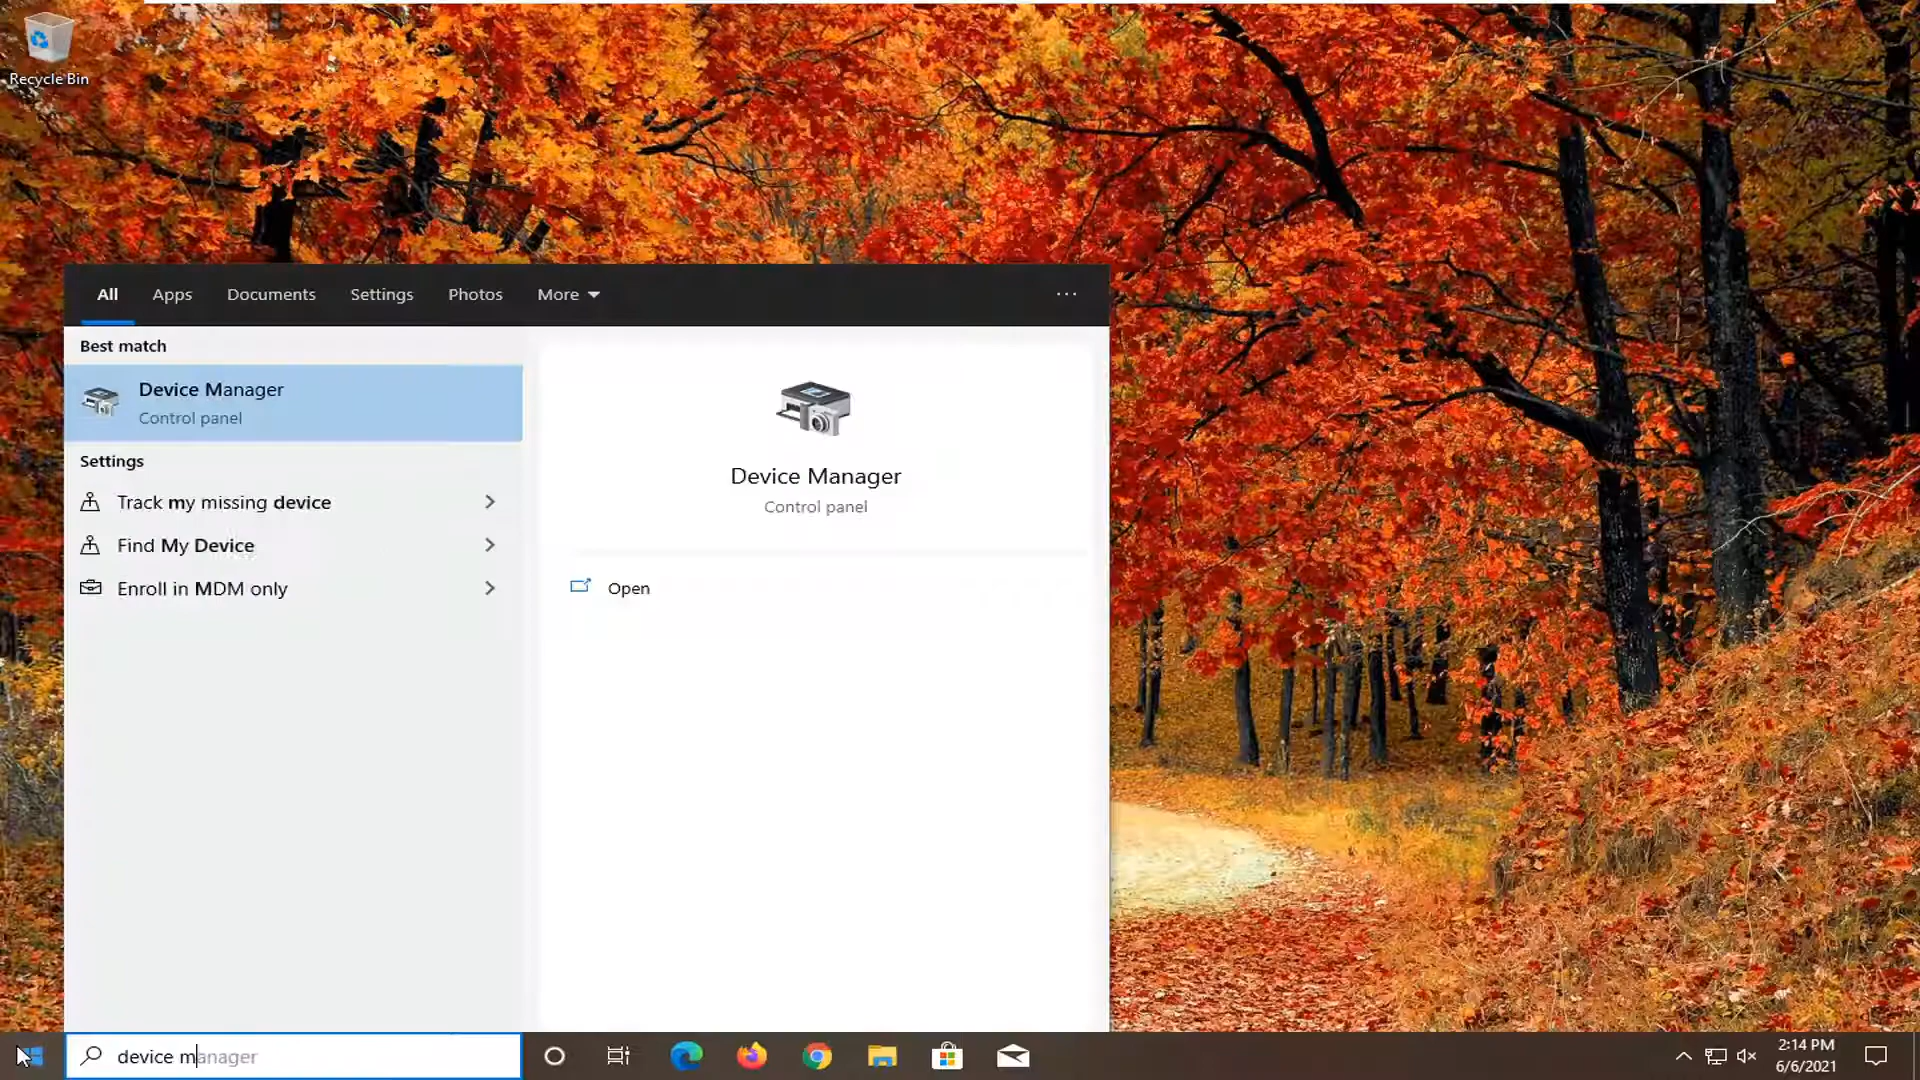 Recycle Bin
All Apps Documents Settings Photos More ...
Best match
Device Manager
Control panel
Settings
Track my missing device
Find My Device
Enroll in MDM only
Device Manager
Control panel
Open
device manager
2:14 PM
6/6/2021